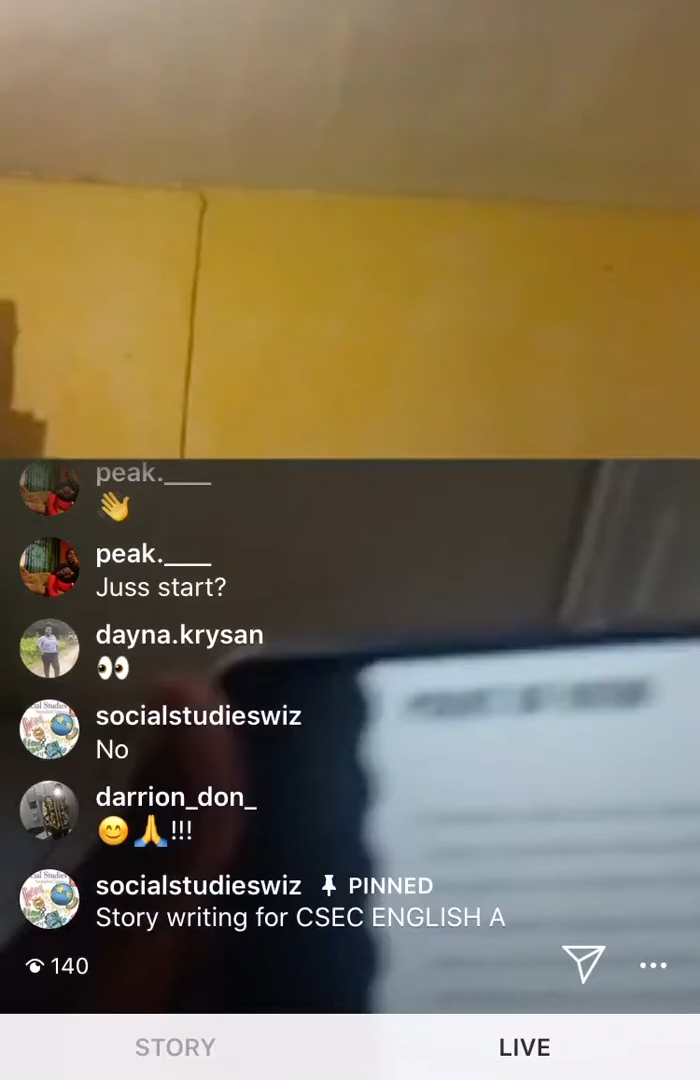 peak.____
👋
peak.____
Juss start?
dayna.krysan
👀
socialstudieswiz
No
darrion_don_
😊🙏!!!
socialstudieswiz PINNED
Story writing for CSEC ENGLISH A
140
STORY LIVE